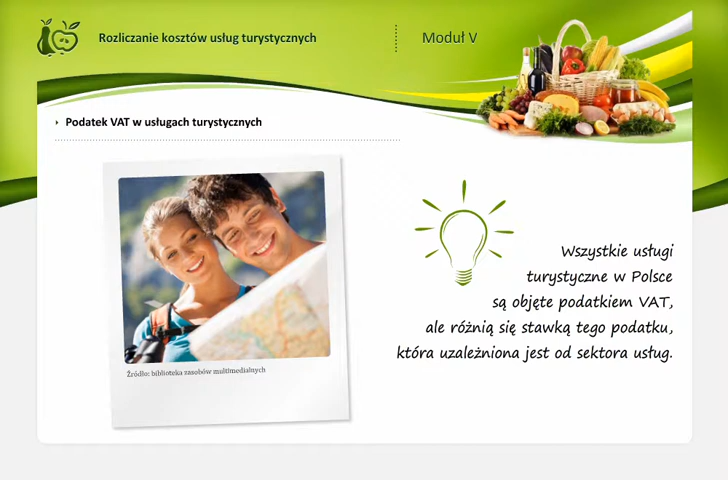 Rozliczanie kosztów usług turystycznych
Moduł V
Podatek VAT w usługach turystycznych
Wszystkie usługi
turystyczne w Polsce
są objęte podatkiem VAT,
ale różnią się stawką tego podatku,
która uzależniona jest od sektora usług.
Źródło: biblioteka zasobów multimedialnych